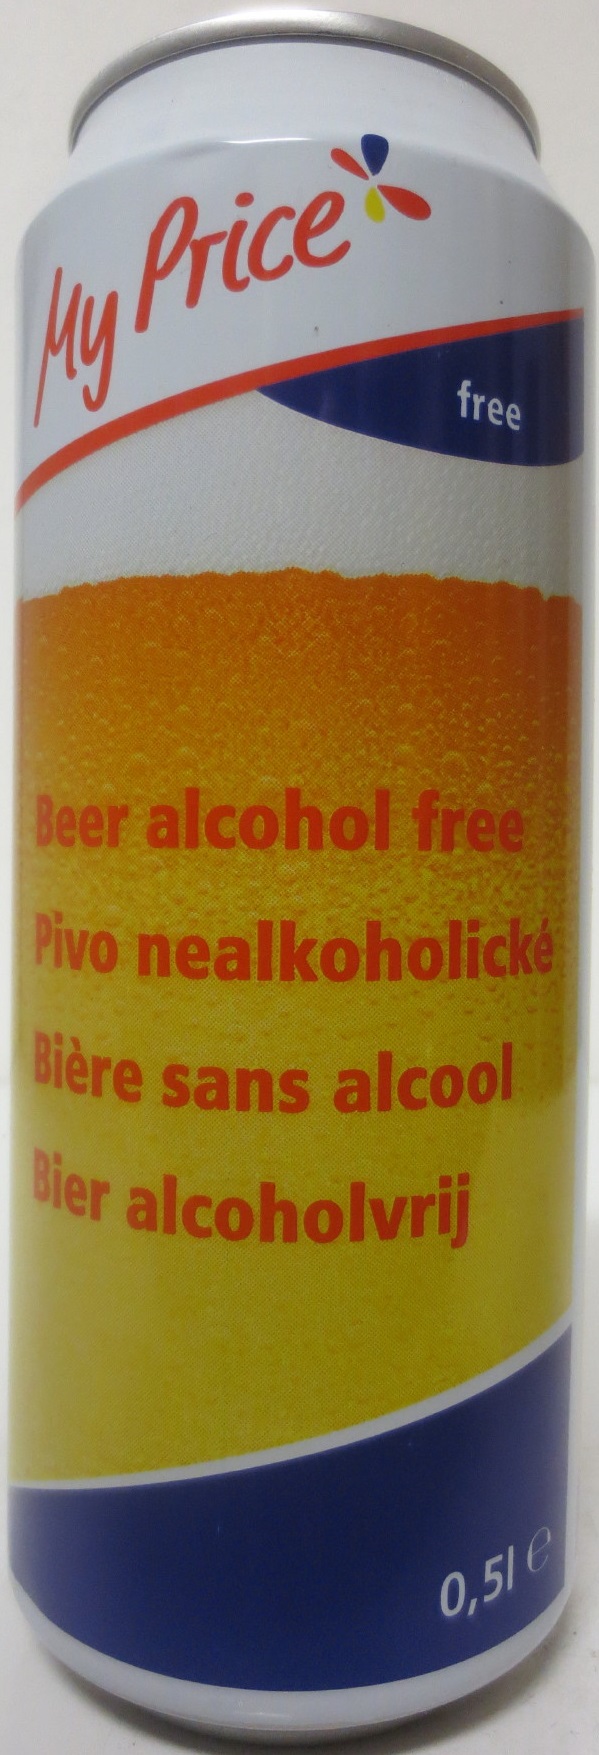 My Price
free
Beer alcohol free
Pivo nealkoholické
Bière sans alcool
Bier alcoholvrij
0,5l ℮